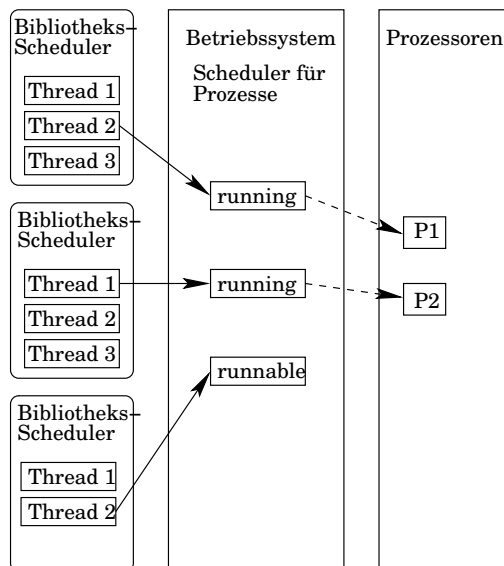 Bibliotheks-
Scheduler
Thread 1
Thread 2
Thread 3
Bibliotheks-
Scheduler
Thread 1
Thread 2
Thread 3
Bibliotheks-
Scheduler
Thread 1
Thread 2
Betriebssystem
Scheduler für
Prozesse
running
running
runnable
Prozessoren
P1
P2